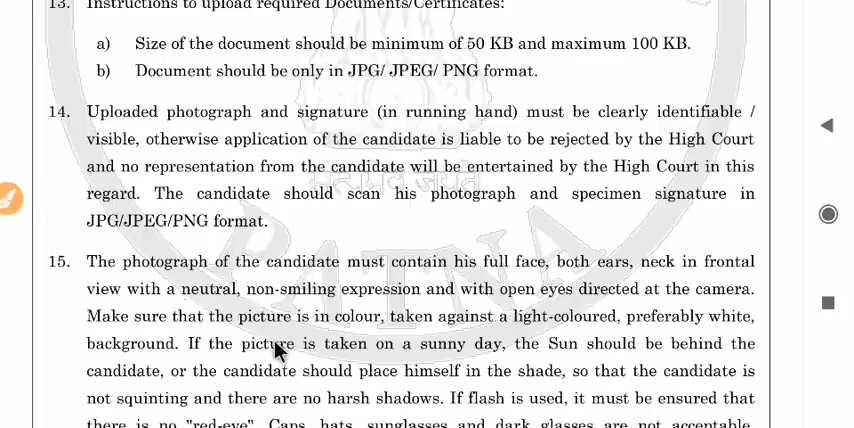 13. Instructions to upload required Documents/Certificates:
a) Size of the document should be minimum of 50 KB and maximum 100 KB.
b) Document should be only in JPG/ JPEG/ PNG format.
14. Uploaded photograph and signature (in running hand) must be clearly identifiable /
visible, otherwise application of the candidate is liable to be rejected by the High Court
and no representation from the candidate will be entertained by the High Court in this
regard. The candidate should scan his photograph and specimen signature in
JPG/JPEG/PNG format.
सत्यमेव जयते
PATNA
15. The photograph of the candidate must contain his full face, both ears, neck in frontal
view with a neutral, non-smiling expression and with open eyes directed at the camera.
Make sure that the picture is in colour, taken against a light-coloured, preferably white,
background. If the picture is taken on a sunny day, the Sun should be behind the
candidate, or the candidate should place himself in the shade, so that the candidate is
not squinting and there are no harsh shadows. If flash is used, it must be ensured that
there is no "red-eye". Caps, hats, sunglasses and dark glasses are not acceptable.